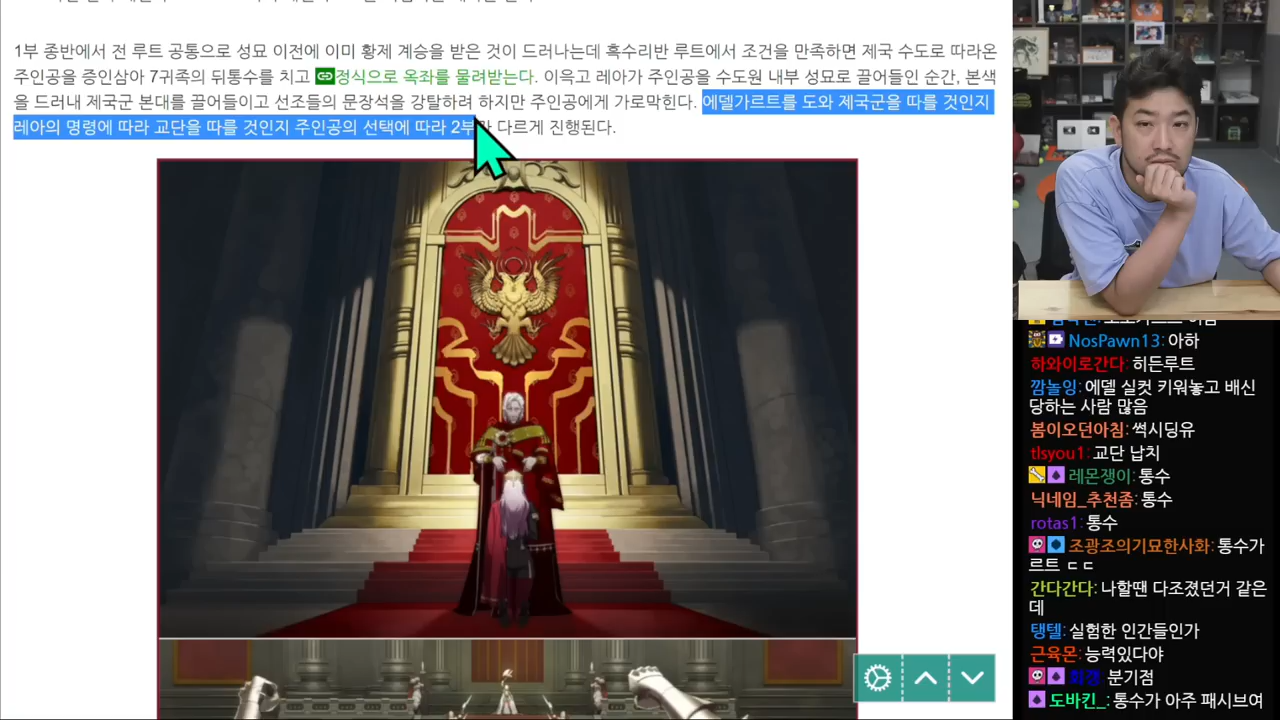 1부 종반에서 전 루트 공통으로 성묘 이전에 이미 황제 계승을 받은 것이 드러나는데 흑수리반 루트에서 조건을 만족하면 제국 수도로 따라온
주인공을 증인삼아 7귀족의 뒤통수를 치고 정식으로 옥좌를 물려받는다. 이윽고 레아가 주인공을 수도원 내부 성묘로 끌어들인 순간, 본색
을 드러내 제국군 본대를 끌어들이고 선조들의 문장석을 강탈하려 하지만 주인공에게 가로막힌다. 에델가르트를 도와 제국군을 따를 것인지
레아의 명령에 따라 교단을 따를 것인지 주인공의 선택에 따라 2부가 다르게 진행된다.
NosPawn13: 아하
하와이로간다: 히든루트
깜놀잉: 에델 실컷 키워놓고 배신
당하는 사람 많음
봄이오던아침: 썩시딩유
tlsyou1: 교단 납치
레몬쟁이: 통수
닉네임_추천좀: 통수
rotas1: 통수
조광조의기묘한사화: 통수가
르트 ㄷㄷ
간다간다: 나할땐 다조졌던거 같은
데
탱텔: 실험한 인간들인가
근육몬: 능력있다야
분기점
도바킨_: 통수가 아주 패시브여